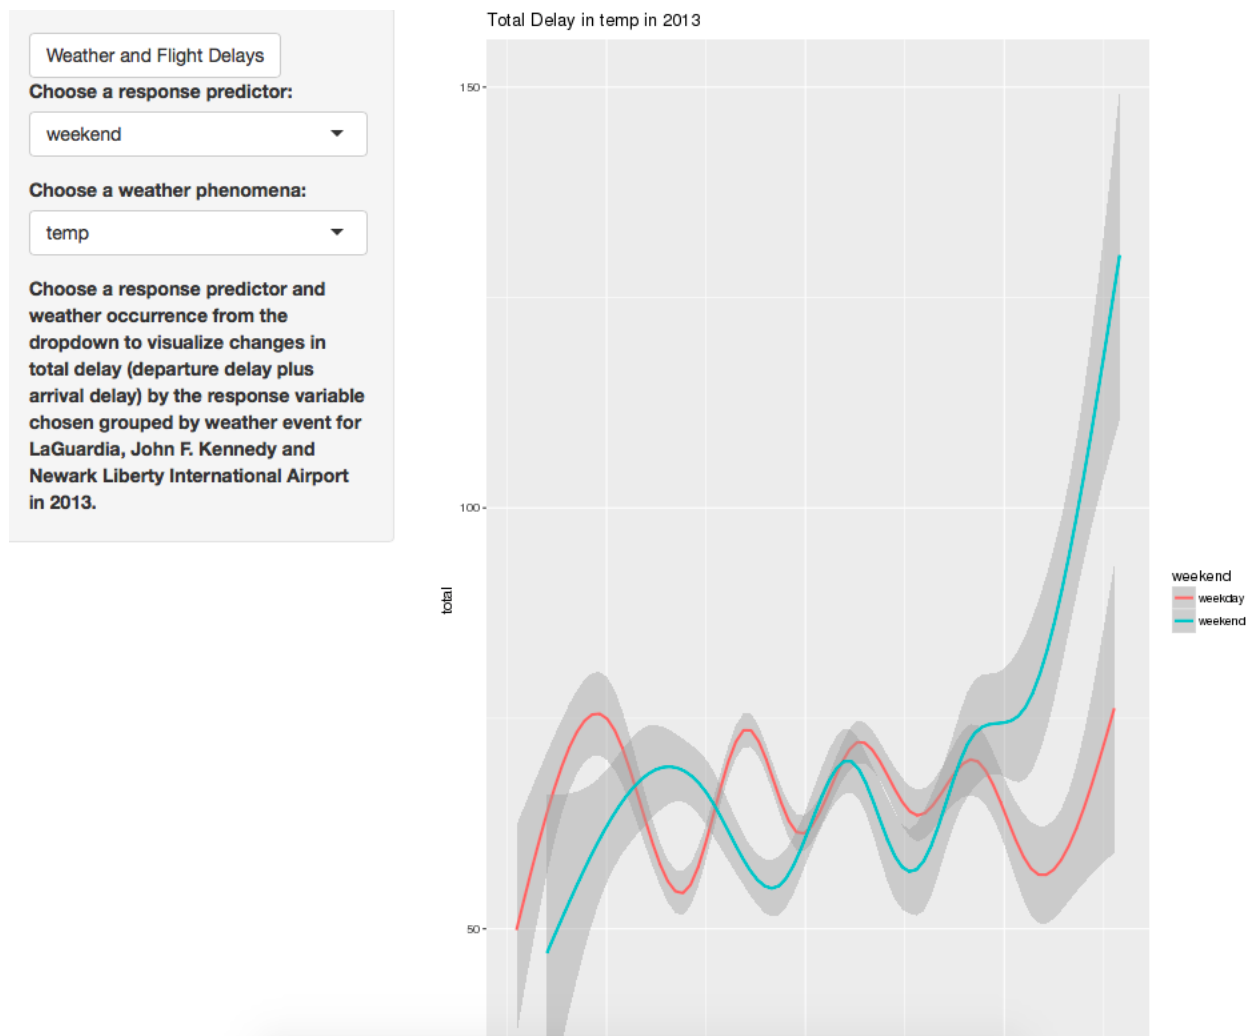 Weather and Flight Delays
Choose a response predictor:
weekend
Choose a weather phenomena:
temp
Choose a response predictor and
weather occurrence from the
dropdown to visualize changes in
total delay (departure delay plus
arrival delay) by the response variable
chosen grouped by weather event for
LaGuardia, John F. Kennedy and
Newark Liberty International Airport
in 2013.
Total Delay in temp in 2013
150
100
50
total
weekend
weekday
weekend